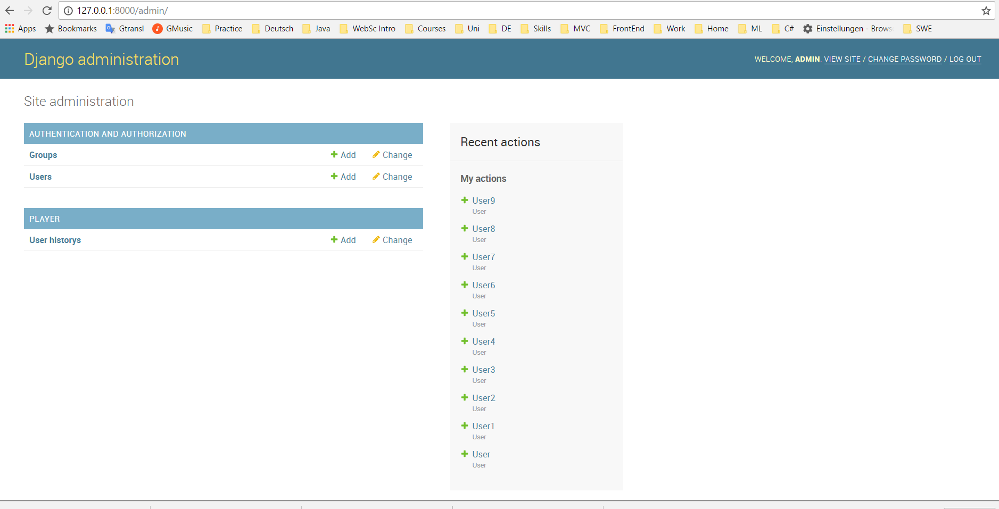 127.0.0.1:8000/admin/
Apps Bookmarks Gtransl GMusic Practice Deutsch Java WebSc Intro Courses Uni DE Skills MVC FrontEnd Work Home ML C# Einstellungen - Brows SWE
Django administration
WELCOME, ADMIN. VIEW SITE / CHANGE PASSWORD / LOG OUT
Site administration
AUTHENTICATION AND AUTHORIZATION
Groups Add Change
Users Add Change
PLAYER
User historys Add Change
Recent actions
My actions
User9
User
User8
User
User7
User
User6
User
User5
User
User4
User
User3
User
User2
User
User1
User
User
User